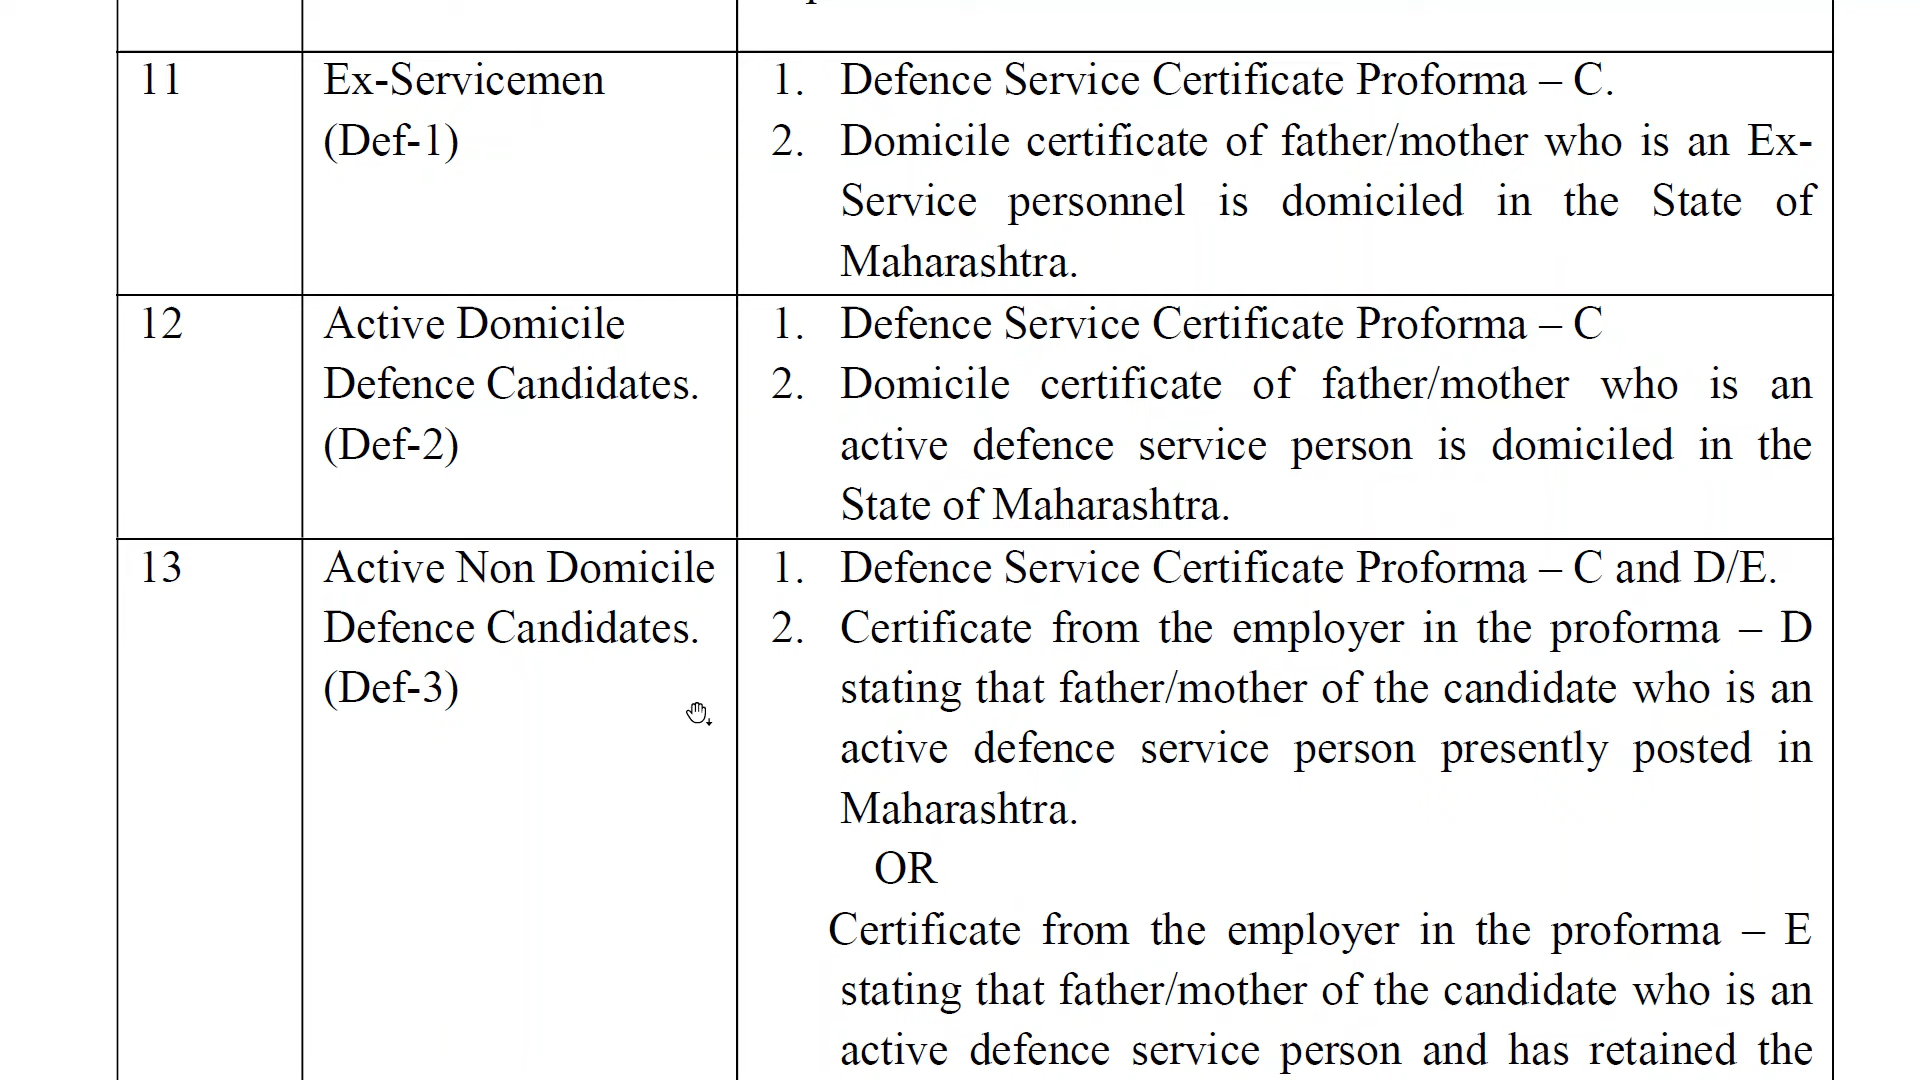 11
Ex-Servicemen
(Def-1)
1. Defence Service Certificate Proforma – C.
2. Domicile certificate of father/mother who is an Ex-
Service personnel is domiciled in the State of
Maharashtra.
12
Active Domicile
Defence Candidates.
(Def-2)
1. Defence Service Certificate Proforma – C
2. Domicile certificate of father/mother who is an
active defence service person is domiciled in the
State of Maharashtra.
13
Active Non Domicile
Defence Candidates.
(Def-3)
1. Defence Service Certificate Proforma – C and D/E.
2. Certificate from the employer in the proforma – D
stating that father/mother of the candidate who is an
active defence service person presently posted in
Maharashtra.
OR
Certificate from the employer in the proforma – E
stating that father/mother of the candidate who is an
active defence service person and has retained the